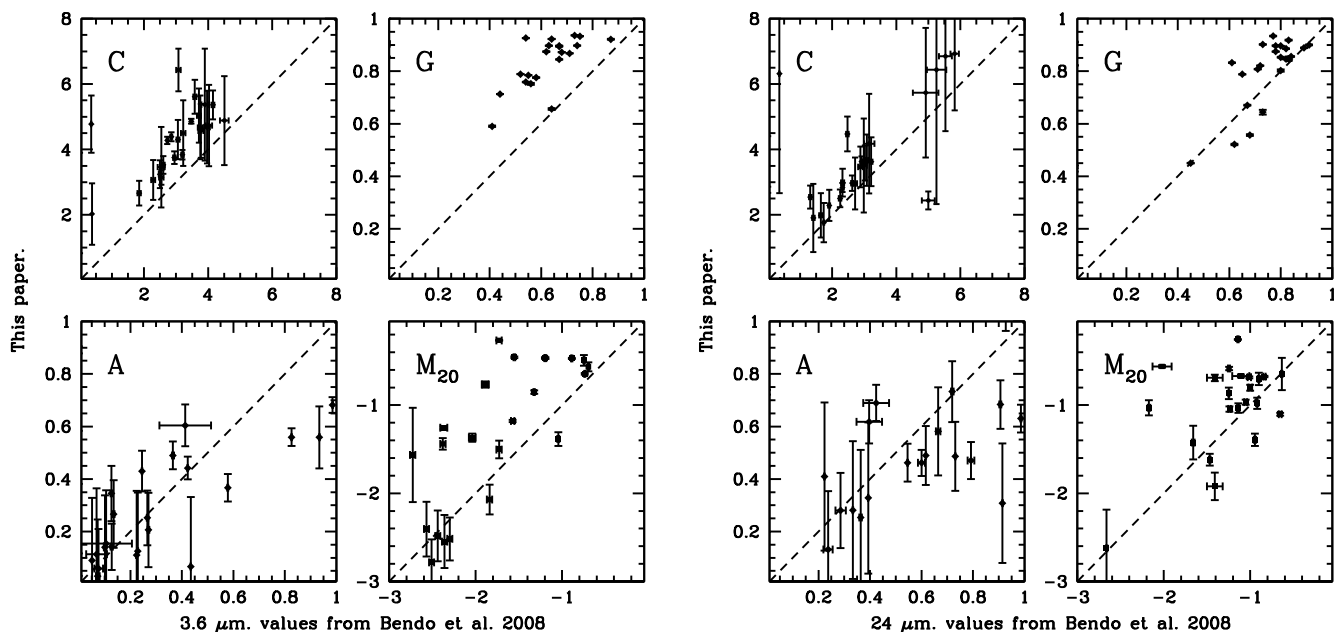 8 C 1 G 8 C 1 G
6 0.8 6 0.8
4 0.6 4 0.6
2 0.4 2 0.4
0.2 0.2
2 4 6 8 0.2 0.4 0.6 0.8 1 2 4 6 8 0.2 0.4 0.6 0.8 1
This paper. This paper.
1 A M20 1 A M20
0.8 0.8
0.6 −1 0.6 −1
0.4 −2 0.4 −2
0.2 −3 0.2 −3
0.2 0.4 0.6 0.8 1 −3 −2 −1 0.2 0.4 0.6 0.8 1 −3 −2 −1
3.6 μm. values from Bendo et al. 2008 24 μm. values from Bendo et al. 2008